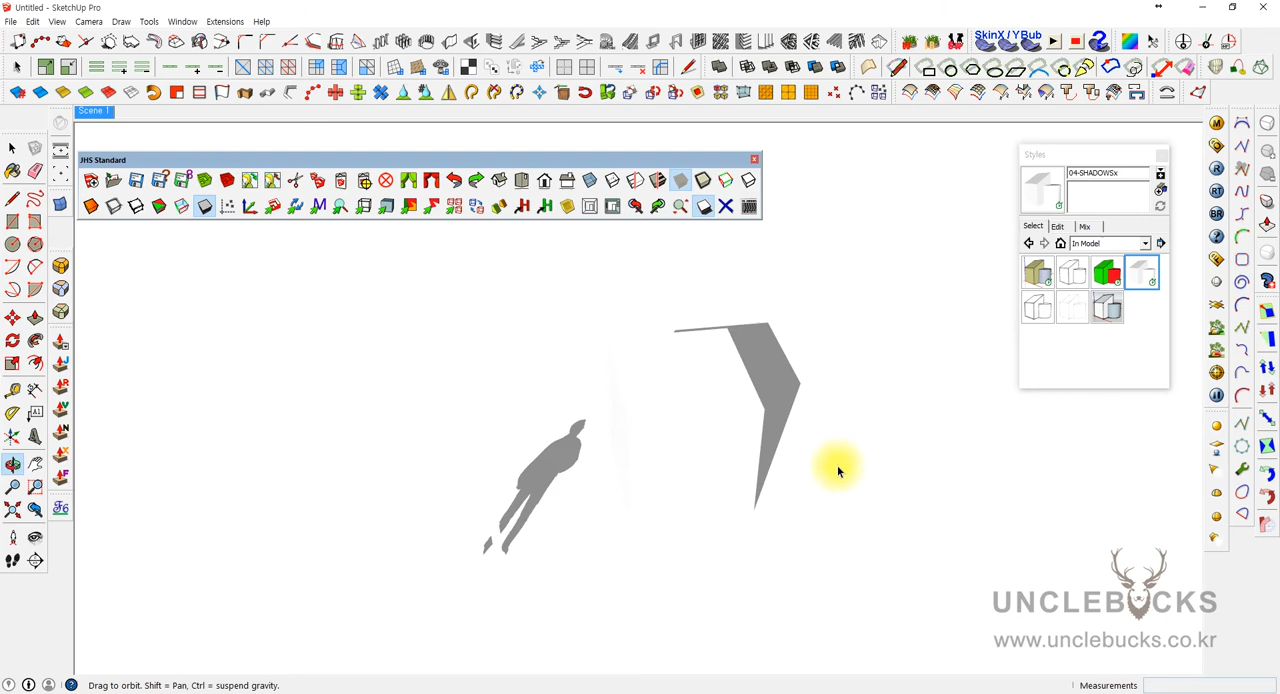 Untitled - SketchUp Pro
File Edit View Camera Draw Tools Window Extensions Help
SkinX / YBub
Scene 1
JHS Standard
Styles
04-SHADOWSx
Select Edit Mix
In Model
UNCLEBUCKS
www.unclebucks.co.kr
Drag to orbit. Shift = Pan, Ctrl = suspend gravity.
Measurements